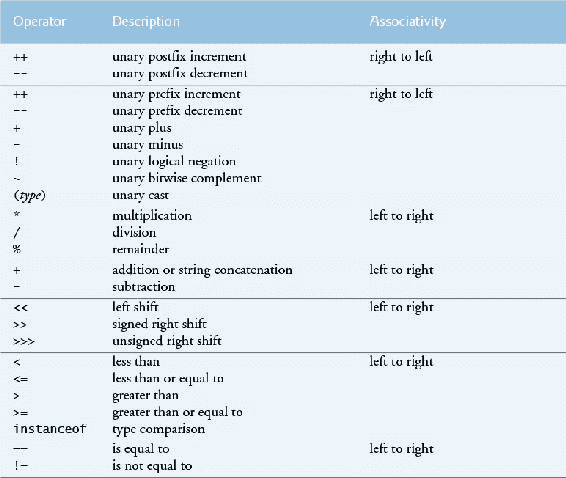 Operator Description Associativity
++ unary postfix increment right to left
-- unary postfix decrement
++ unary prefix increment right to left
-- unary prefix decrement
+ unary plus
- unary minus
! unary logical negation
~ unary bitwise complement
(type) unary cast
* multiplication left to right
/ division
% remainder
+ addition or string concatenation left to right
- subtraction
<< left shift left to right
>> signed right shift
>>> unsigned right shift
< less than left to right
<= less than or equal to
> greater than
>= greater than or equal to
instanceof type comparison
== is equal to left to right
!= is not equal to